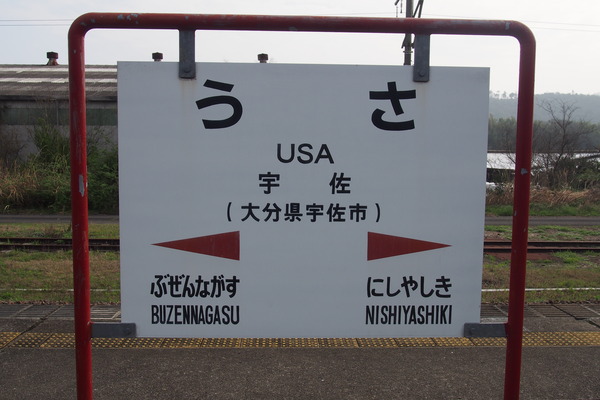 うさ
USA
宇佐
(大分県宇佐市)
ぶぜんながす にしやしき
BUZENNAGASU NISHIYASHIKI